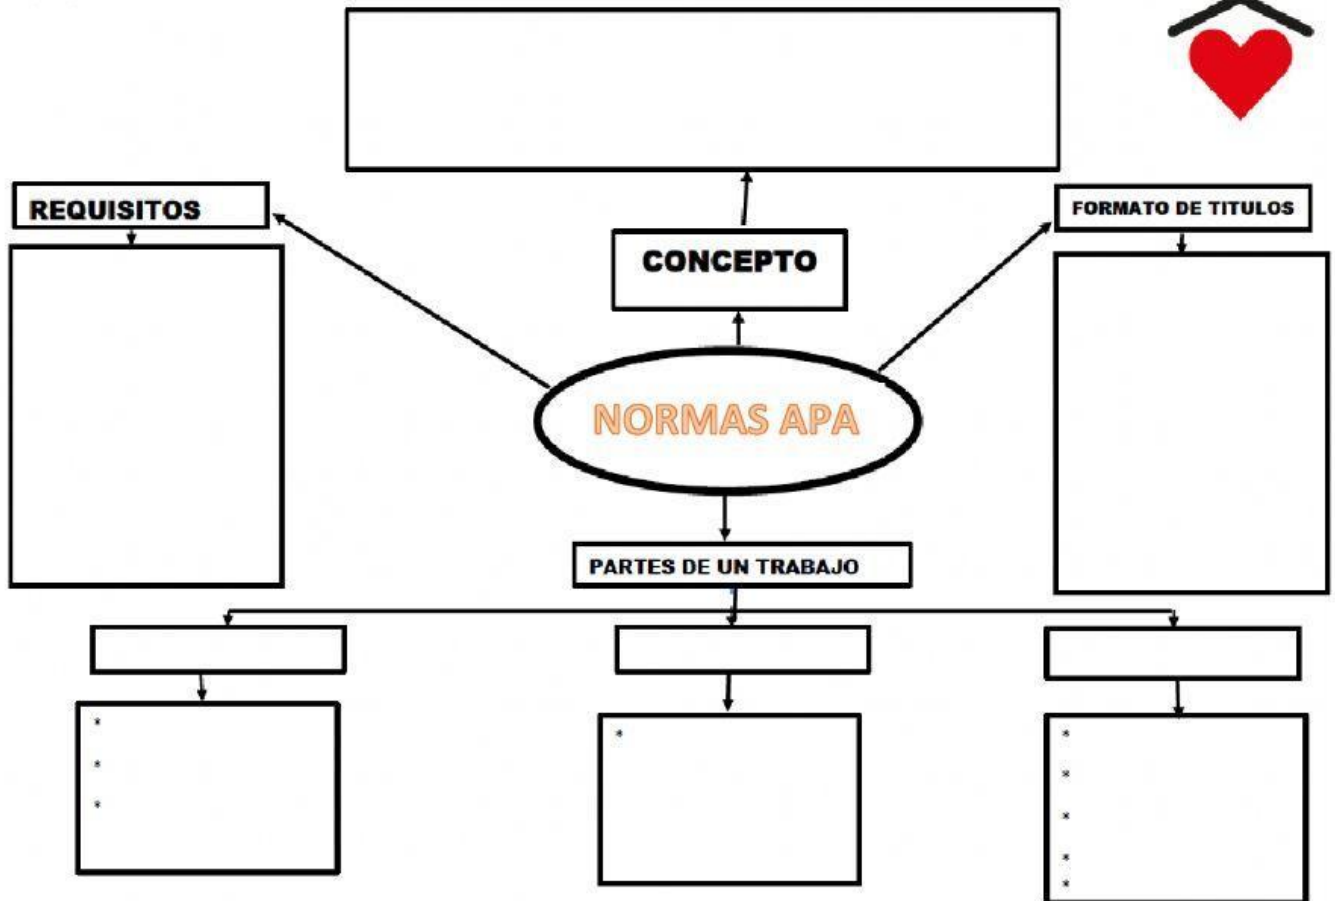 REQUISITOS
FORMATO DE TITULOS
CONCEPTO
NORMAS APA
PARTES DE UN TRABAJO
*
*
*
*
*
*
*
*
*